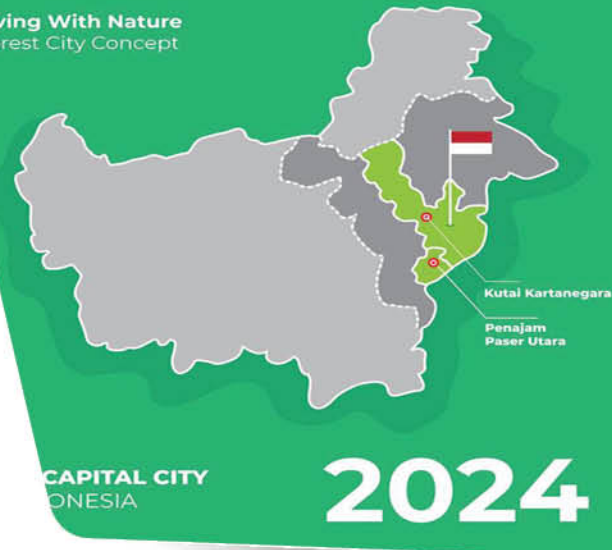 ving With Nature
rest City Concept
Kutai Kartanegara
Penajam
Paser Utara
CAPITAL CITY
ONESIA
2024